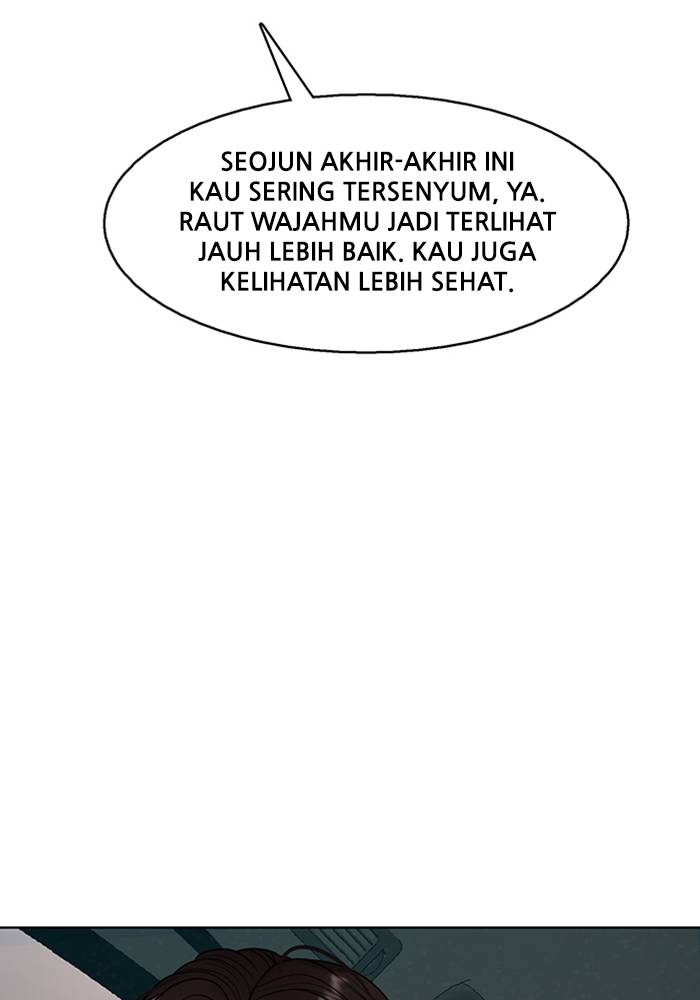 SEOJUN AKHIR-AKHIR INI
KAU SERING TERSENYUM, YA.
RAUT WAJAHMU JADI TERLIHAT
JAUH LEBIH BAIK. KAU JUGA
KELIHATAN LEBIH SEHAT.